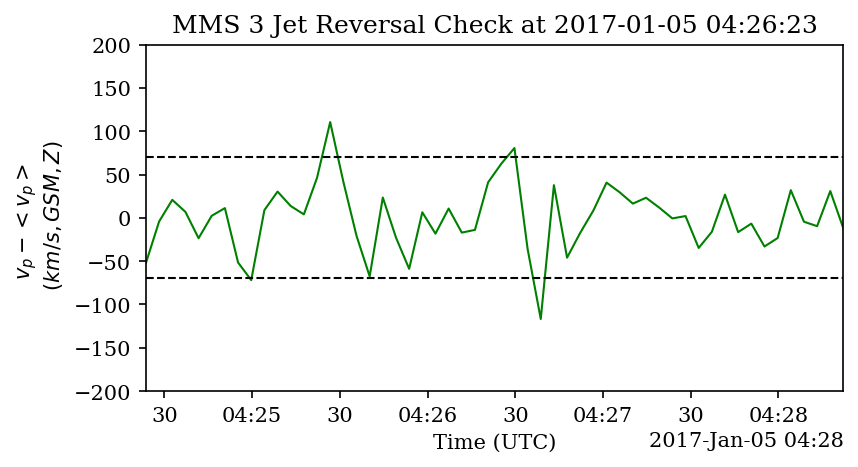 MMS 3 Jet Reversal Check at 2017-01-05 04:26:23
200
150
100
50
0
−50
−100
−150
−200
v_p − < v_p >
(km/s, GSM, Z)
30 04:25 30 04:26 30 04:27 30 04:28
Time (UTC)
2017-Jan-05 04:28